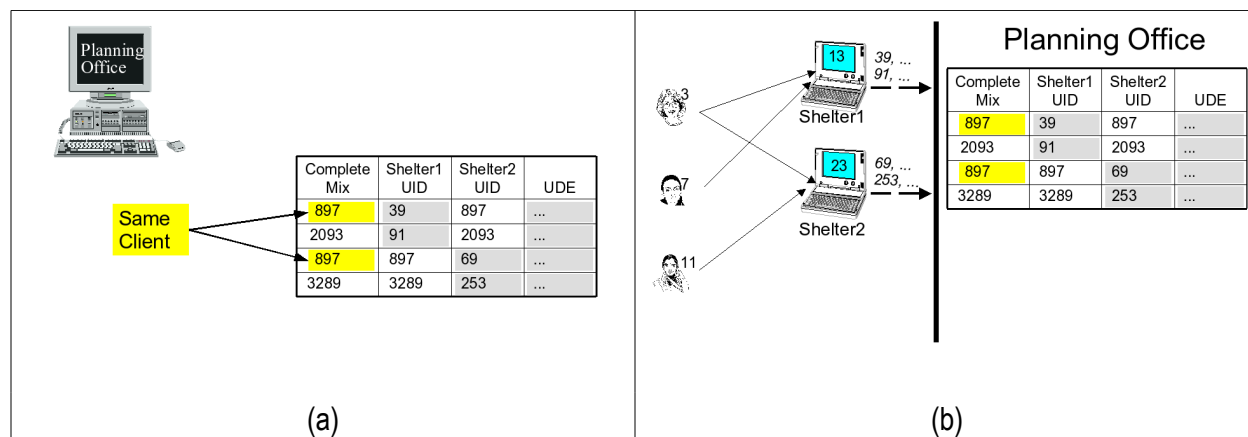 Planning
Office
Same
Client
Complete Mix Shelter1 UID Shelter2 UID UDE
897 39 897 ...
2093 91 2093 ...
897 897 69 ...
3289 3289 253 ...
(a)
3
7
11
13
Shelter1
39, ...
91, ...
23
Shelter2
69, ...
253, ...
Planning Office
Complete Mix Shelter1 UID Shelter2 UID UDE
897 39 897 ...
2093 91 2093 ...
897 897 69 ...
3289 3289 253 ...
(b)